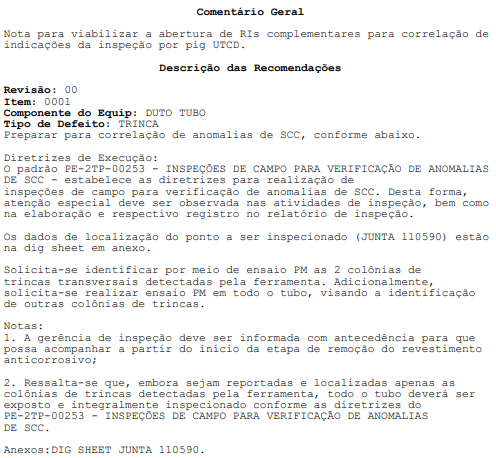 Comentário Geral
Nota para viabilizar a abertura de RIs complementares para correlação de
indicações da inspeção por pig UTCD.
Descrição das Recomendações
Revisão: 00
Item: 0001
Componente do Equip: DUTO TUBO
Tipo de Defeito: TRINCA
Preparar para correlação de anomalias de SCC, conforme abaixo.
Diretrizes de Execução:
O padrão PE-2TP-00253 - INSPEÇÕES DE CAMPO PARA VERIFICAÇÃO DE ANOMALIAS
DE SCC - estabelece as diretrizes para realização de
inspeções de campo para verificação de anomalias de SCC. Desta forma,
atenção especial deve ser observada nas atividades de inspeção, bem como
na elaboração e respectivo registro no relatório de inspeção.
Os dados de localização do ponto a ser inspecionado (JUNTA 110590) estão
na dig sheet em anexo.
Solicita-se identificar por meio de ensaio PM as 2 colônias de
trincas transversais detectadas pela ferramenta. Adicionalmente,
solicita-se realizar ensaio PM em todo o tubo, visando a identificação
de outras colônias de trincas.
Notas:
1. A gerência de inspeção deve ser informada com antecedência para que
possa acompanhar a partir do início da etapa de remoção do revestimento
anticorrosivo;
2. Ressalta-se que, embora sejam reportadas e localizadas apenas as
colônias de trincas detectadas pela ferramenta, todo o tubo deverá ser
exposto e integralmente inspecionado conforme as diretrizes do
PE-2TP-00253 - INSPEÇÕES DE CAMPO PARA VERIFICAÇÃO DE ANOMALIAS
DE SCC.
Anexos:DIG SHEET JUNTA 110590.